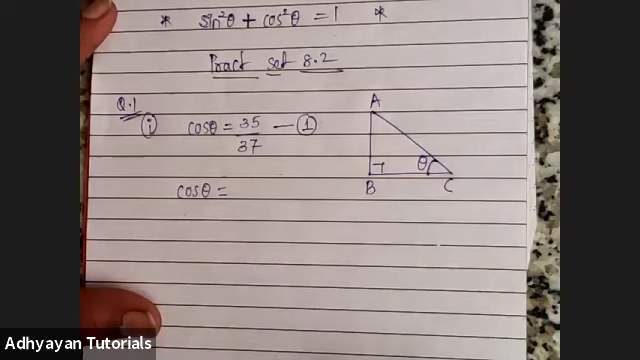 * sin²θ + cos²θ = 1 *
Pract set 8.2
Q.1
(i) cosθ = 35/37 — (1)
A
θ
B C
cosθ =
Adhyayan Tutorials